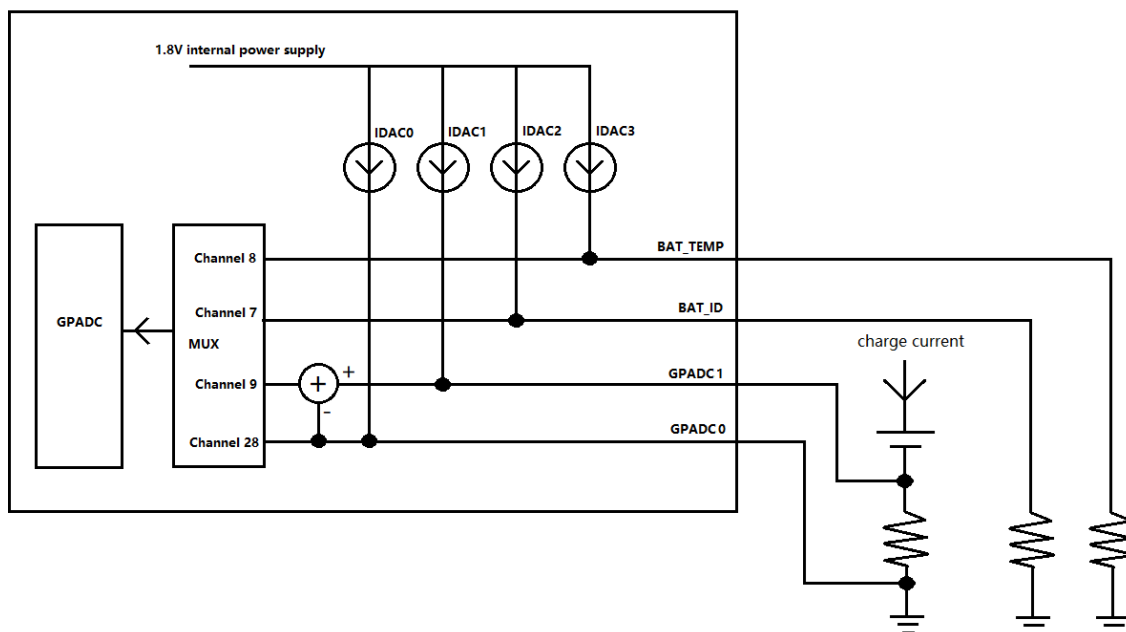 1.8V internal power supply
IDAC0
IDAC1
IDAC2
IDAC3
Channel 8
BAT_TEMP
Channel 7
BAT_ID
GPADC
MUX
charge current
Channel 9
+
+
GPADC1
-
Channel 28
GPADC0